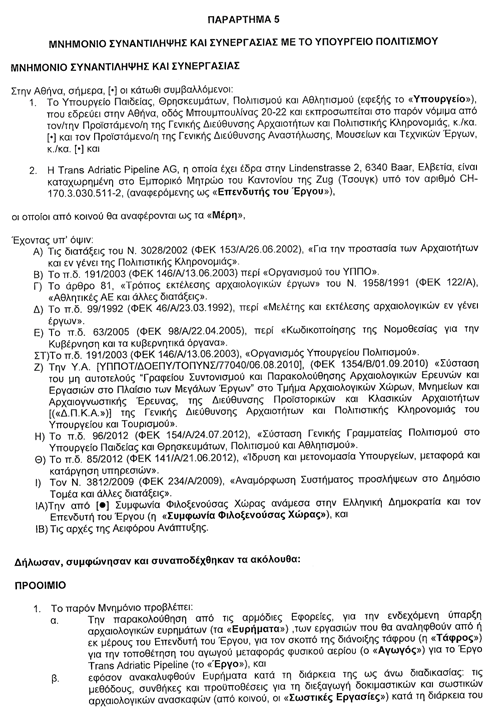 ΠΑΡΑΡΤΗΜΑ 5
ΜΝΗΜΟΝΙΟ ΣΥΝΑΝΤΙΛΗΨΗΣ ΚΑΙ ΣΥΝΕΡΓΑΣΙΑΣ ΜΕ ΤΟ ΥΠΟΥΡΓΕΙΟ ΠΟΛΙΤΙΣΜΟΥ
ΜΝΗΜΟΝΙΟ ΣΥΝΑΝΤΙΛΗΨΗΣ ΚΑΙ ΣΥΝΕΡΓΑΣΙΑΣ
Στην Αθήνα, σήμερα, [•] οι κάτωθι συμβαλλόμενοι:
1. Το Υπουργείο Παιδείας, Θρησκευμάτων, Πολιτισμού και Αθλητισμού (εφεξής το «Υπουργείο»),
που εδρεύει στην Αθήνα, οδός Μπουμπουλίνας 20-22 και εκπροσωπείται στο παρόν νόμιμα από
τον/την Προϊστάμενο/η της Γενικής Διεύθυνσης Αρχαιοτήτων και Πολιτιστικής Κληρονομιάς, κ./κα.
[•] και τον Προϊστάμενο/η της Γενικής Διεύθυνσης Αναστήλωσης, Μουσείων και Τεχνικών Έργων,
κ./κα. [•] και
2. Η Trans Adriatic Pipeline AG, η οποία έχει έδρα στην Lindenstrasse 2, 6340 Baar, Ελβετία, είναι
καταχωρημένη στο Εμπορικό Μητρώο του Καντονίου της Zug (Τσουγκ) υπό τον αριθμό CH-
170.3.030.511-2, (αναφερόμενης ως «Επενδυτής του Έργου»),
οι οποίοι από κοινού θα αναφέρονται ως τα «Μέρη»,
Έχοντας υπ' όψιν:
Α) Τις διατάξεις του Ν. 3028/2002 (ΦΕΚ 153/Α/26.06.2002), «Για την προστασία των Αρχαιοτήτων
και εν γένει της Πολιτιστικής Κληρονομιάς».
Β) Το π.δ. 191/2003 (ΦΕΚ 146/Α/13.06.2003) περί «Οργανισμού του ΥΠΠΟ».
Γ) Το άρθρο 81, «Τρόπος εκτέλεσης αρχαιολογικών έργων» του Ν. 1958/1991 (ΦΕΚ 122/Α),
«Αθλητικές ΑΕ και άλλες διατάξεις».
Δ) Το π.δ. 99/1992 (ΦΕΚ 46/Α/23.03.1992), περί «Μελέτης και εκτέλεσης αρχαιολογικών εν γένει
έργων».
Ε) Το π.δ. 63/2005 (ΦΕΚ 98/Α/22.04.2005), περί «Κωδικοποίησης της Νομοθεσίας για την
Κυβέρνηση και τα κυβερνητικά όργανα».
ΣΤ)Το π.δ. 191/2003 (ΦΕΚ 146/Α/13.06.2003), «Οργανισμός Υπουργείου Πολιτισμού».
Ζ) Την Υ.Α. [ΥΠΠΟΤ/ΔΟΕΠΥ/ΤΟΠΥΝΣ/77040/06.08.2010], (ΦΕΚ, 1354/Β/01.09.2010) «Σύσταση
του μη αυτοτελούς "Γραφείου Συντονισμού και Παρακολούθησης Αρχαιολογικών Ερευνών και
Εργασιών στο Πλαίσιο των Μεγάλων Έργων" στο Τμήμα Αρχαιολογικών Χώρων, Μνημείων και
Αρχαιογνωστικής Έρευνας, της Διεύθυνσης Προϊστορικών και Κλασικών Αρχαιοτήτων
[(«Δ.Π.Κ.Α.»)] της Γενικής Διεύθυνσης Αρχαιοτήτων και Πολιτιστικής Κληρονομιάς του
Υπουργείου και Τουρισμού».
Η) Το π.δ. 96/2012 (ΦΕΚ 154/Α/24.07.2012), «Σύσταση Γενικής Γραμματείας Πολιτισμού στο
Υπουργείο Παιδείας και Θρησκευμάτων, Πολιτισμού και Αθλητισμού».
Θ) Το π.δ. 85/2012 (ΦΕΚ 141/Α/21.06.2012), «Ίδρυση και μετονομασία Υπουργείων, μεταφορά και
κατάργηση υπηρεσιών».
Ι) Τον Ν. 3812/2009 (ΦΕΚ 234/Α/2009), «Αναμόρφωση Συστήματος προσλήψεων στο Δημόσιο
Τομέα και άλλες διατάξεις».
ΙΑ)Την από [●] Συμφωνία Φιλοξενούσας Χώρας ανάμεσα στην Ελληνική Δημοκρατία και τον
Επενδυτή του Έργου (η «Συμφωνία Φιλοξενούσας Χώρας»), και
ΙΒ) Τις αρχές της Αειφόρου Ανάπτυξης.
Δήλωσαν, συμφώνησαν και συναποδέχθηκαν τα ακόλουθα:
ΠΡΟΟΙΜΙΟ
1. Το παρόν Μνημόνιο προβλέπει:
α. Την παρακολούθηση από τις αρμόδιες Εφορείες, για την ενδεχόμενη ύπαρξη
αρχαιολογικών ευρημάτων (τα «Ευρήματα») ,των εργασιών που θα αναληφθούν από ή
εκ μέρους του Επενδυτή του Έργου, για τον σκοπό της διάνοιξης τάφρου (η «Τάφρος»)
για την τοποθέτηση του αγωγού μεταφοράς φυσικού αερίου (ο «Αγωγός») για το Έργο
Trans Adriatic Pipeline (το «Έργο»), και
β. εφόσον ανακαλυφθούν Ευρήματα κατά τη διάρκεια της ως άνω διαδικασίας: τις
μεθόδους, συνθήκες και προϋποθέσεις για τη διεξαγωγή δοκιμαστικών και σωστικών
αρχαιολογικών ανασκαφών (από κοινού, οι «Σωστικές Εργασίες») κατά τη διάρκεια του